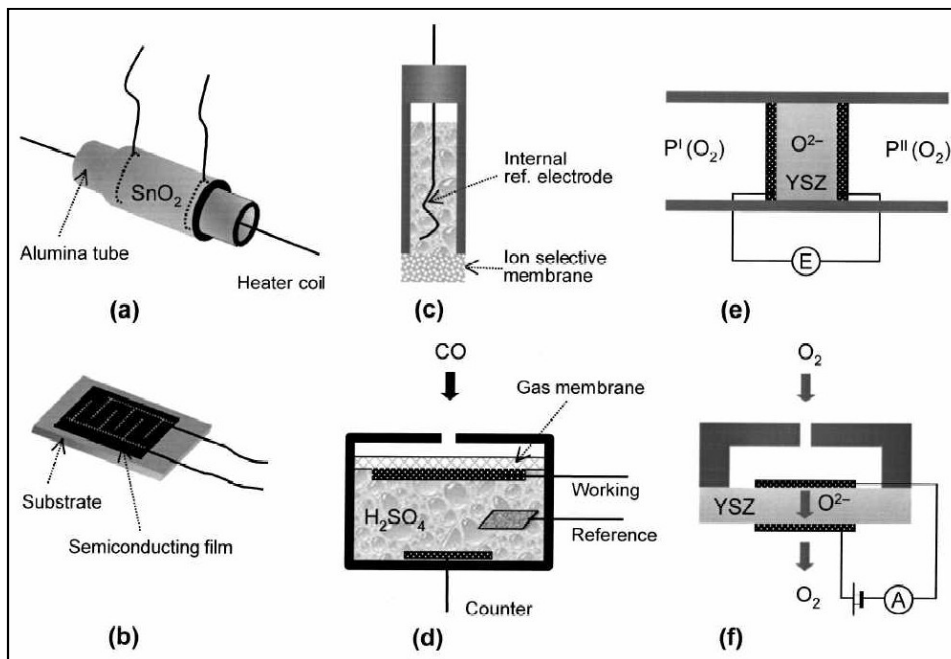 SnO₂
Alumina tube
Heater coil
(a)
Internal
ref. electrode
Ion selective
membrane
(c)
Pᴵ(O₂)
O²⁻
YSZ
Pᴵᴵ(O₂)
E
(e)
Substrate
Semiconducting film
(b)
CO
Gas membrane
Working
H₂SO₄
Reference
Counter
(d)
O₂
YSZ
O²⁻
O₂
A
(f)